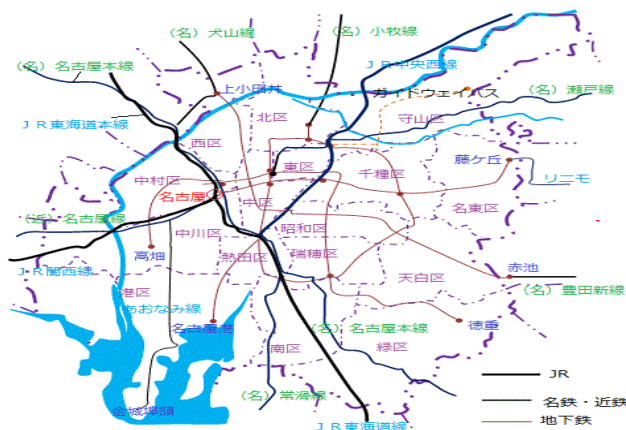 （名）犬山線
（名）小牧線
（名）名古屋本線
ＪＲ中央西線
上小田井
ガイドウェイバス
（名）瀬戸線
ＪＲ東海道本線
北区
守山区
西区
東区
千種区
藤ケ丘
中村区
リニモ
名古屋
中区
名東区
（近）名古屋線
中川区
昭和区
高畑
熱田区
瑞穂区
赤池
ＪＲ関西線
天白区
港区
（名）豊田新線
あおなみ線
名古屋港
（名）名古屋本線
徳重
南区
緑区
JR
（名）常滑線
名鉄・近鉄
金城埠頭
地下鉄
ＪＲ東海道線